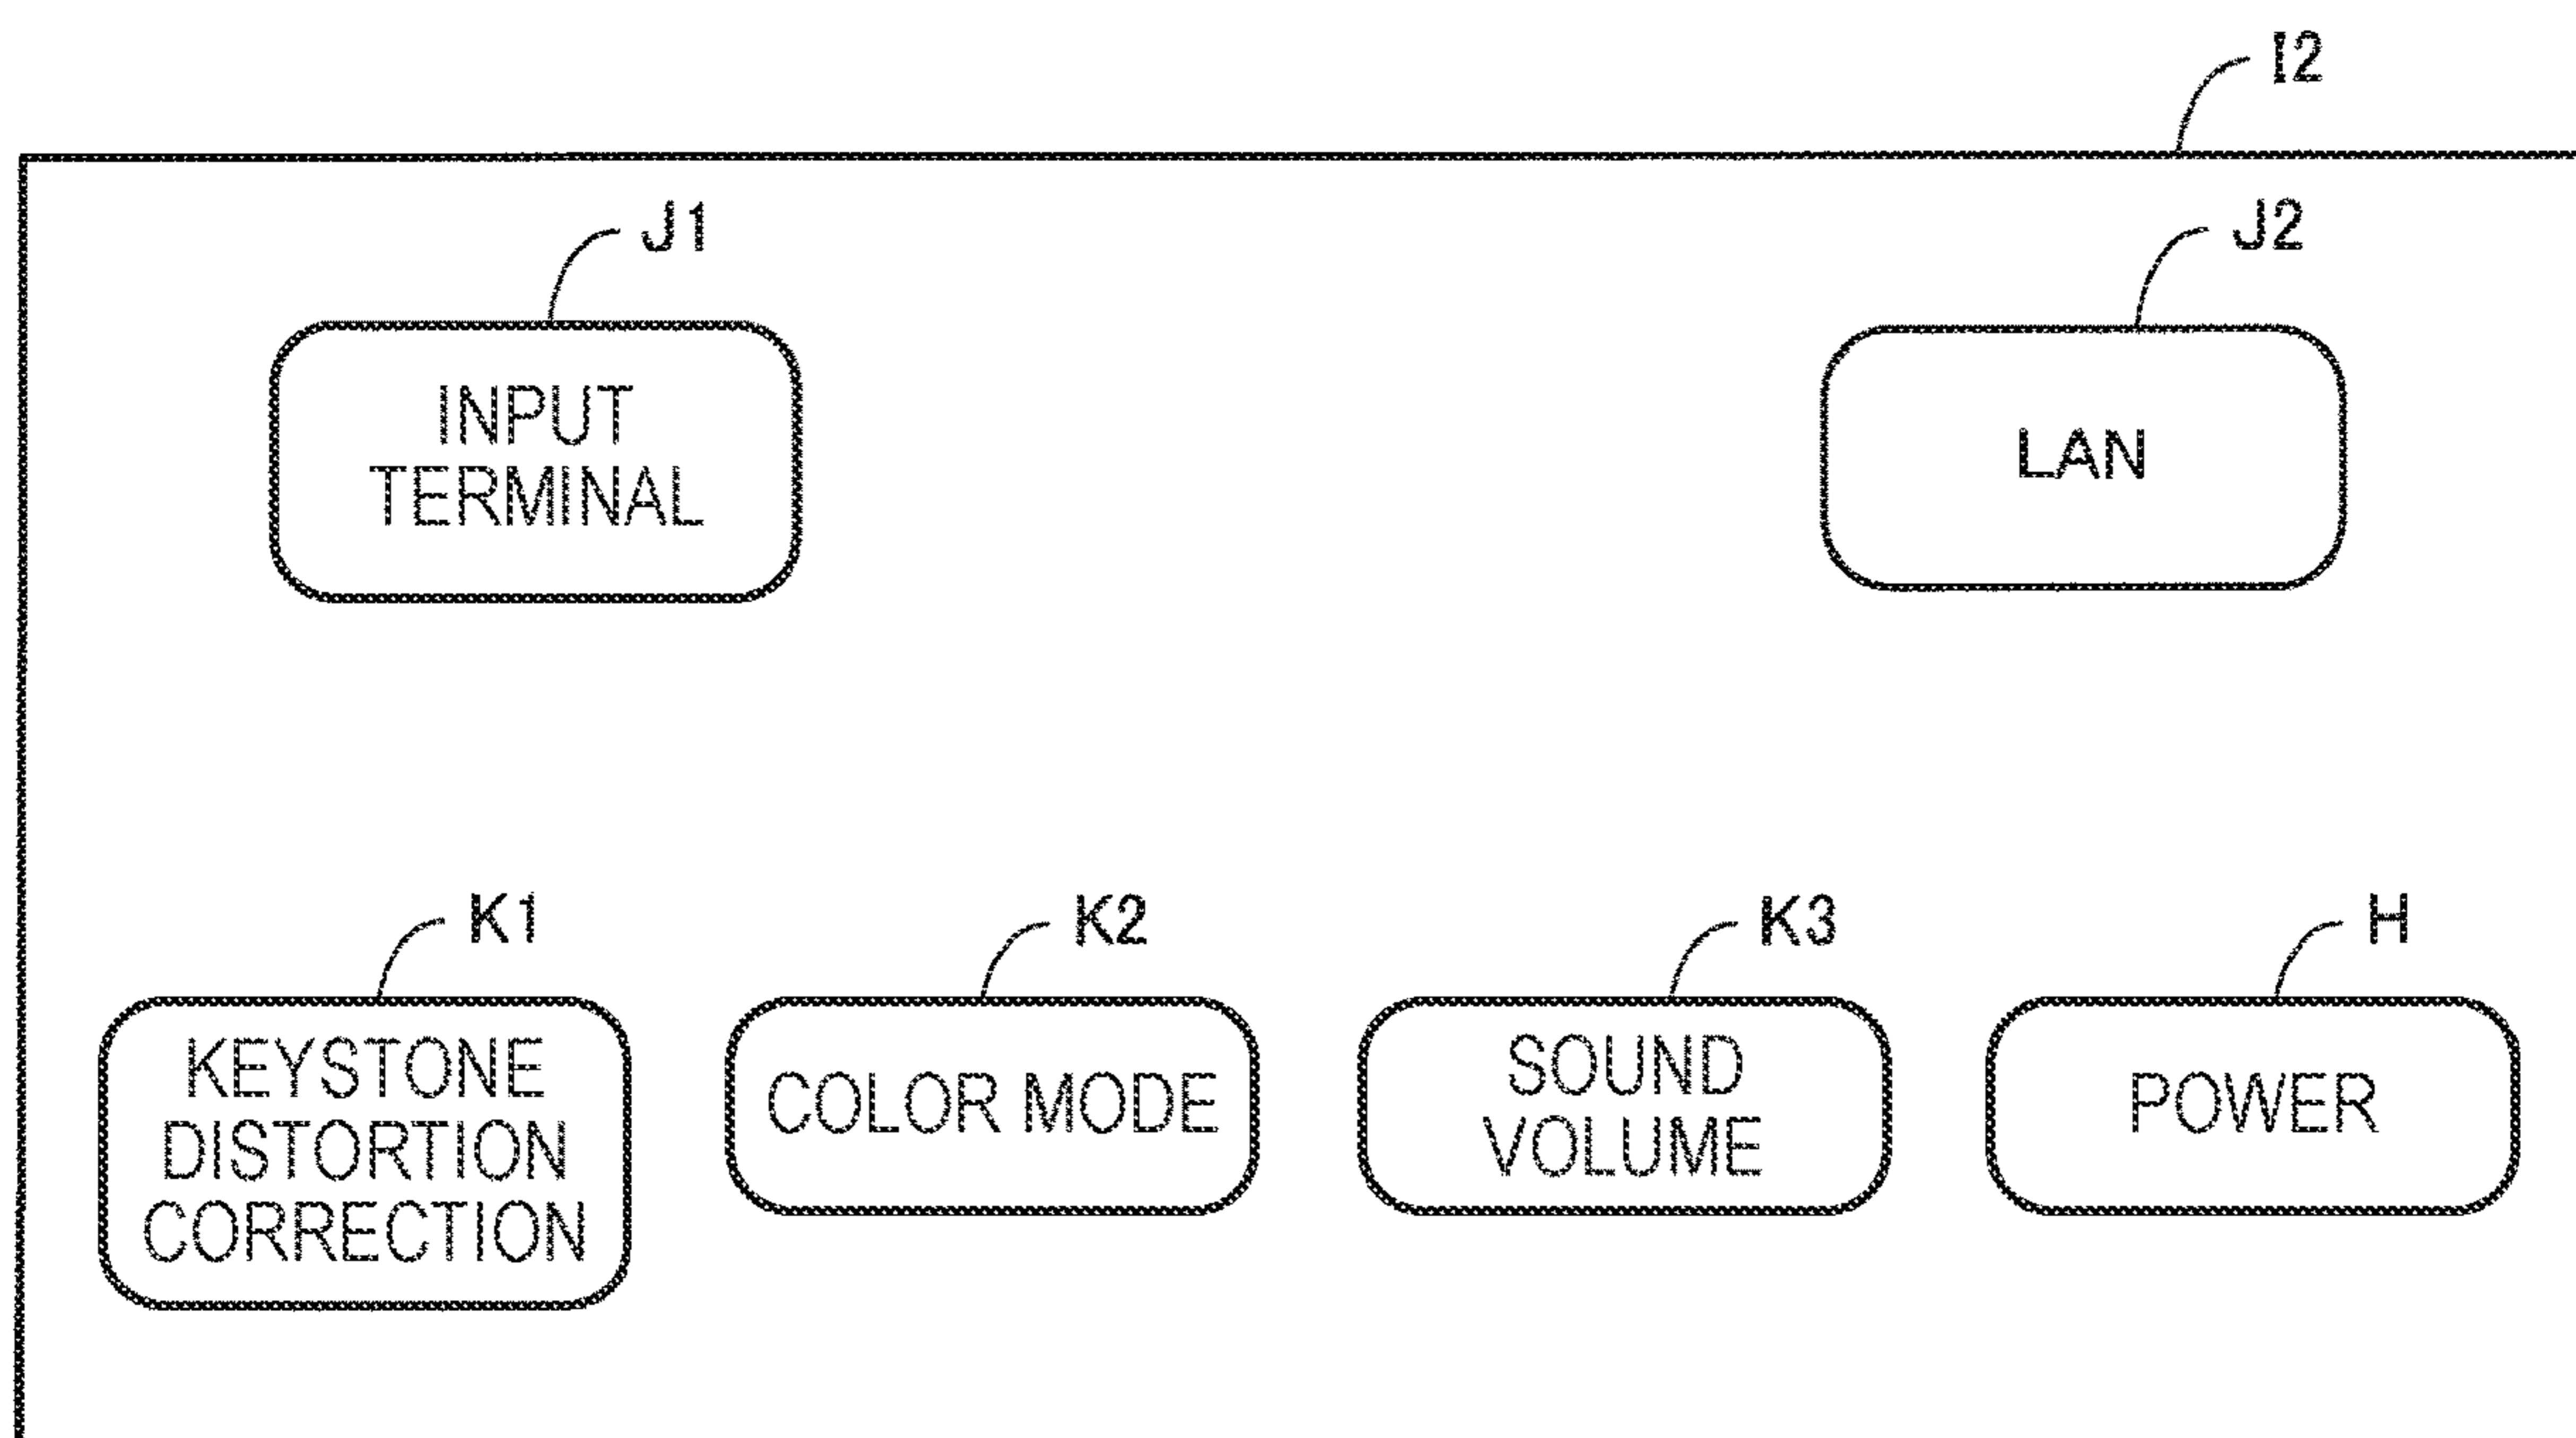 I2
J1
J2
INPUT
TERMINAL
LAN
K1
K2
K3
H
KEYSTONE
DISTORTION
CORRECTION
COLOR MODE
SOUND
VOLUME
POWER